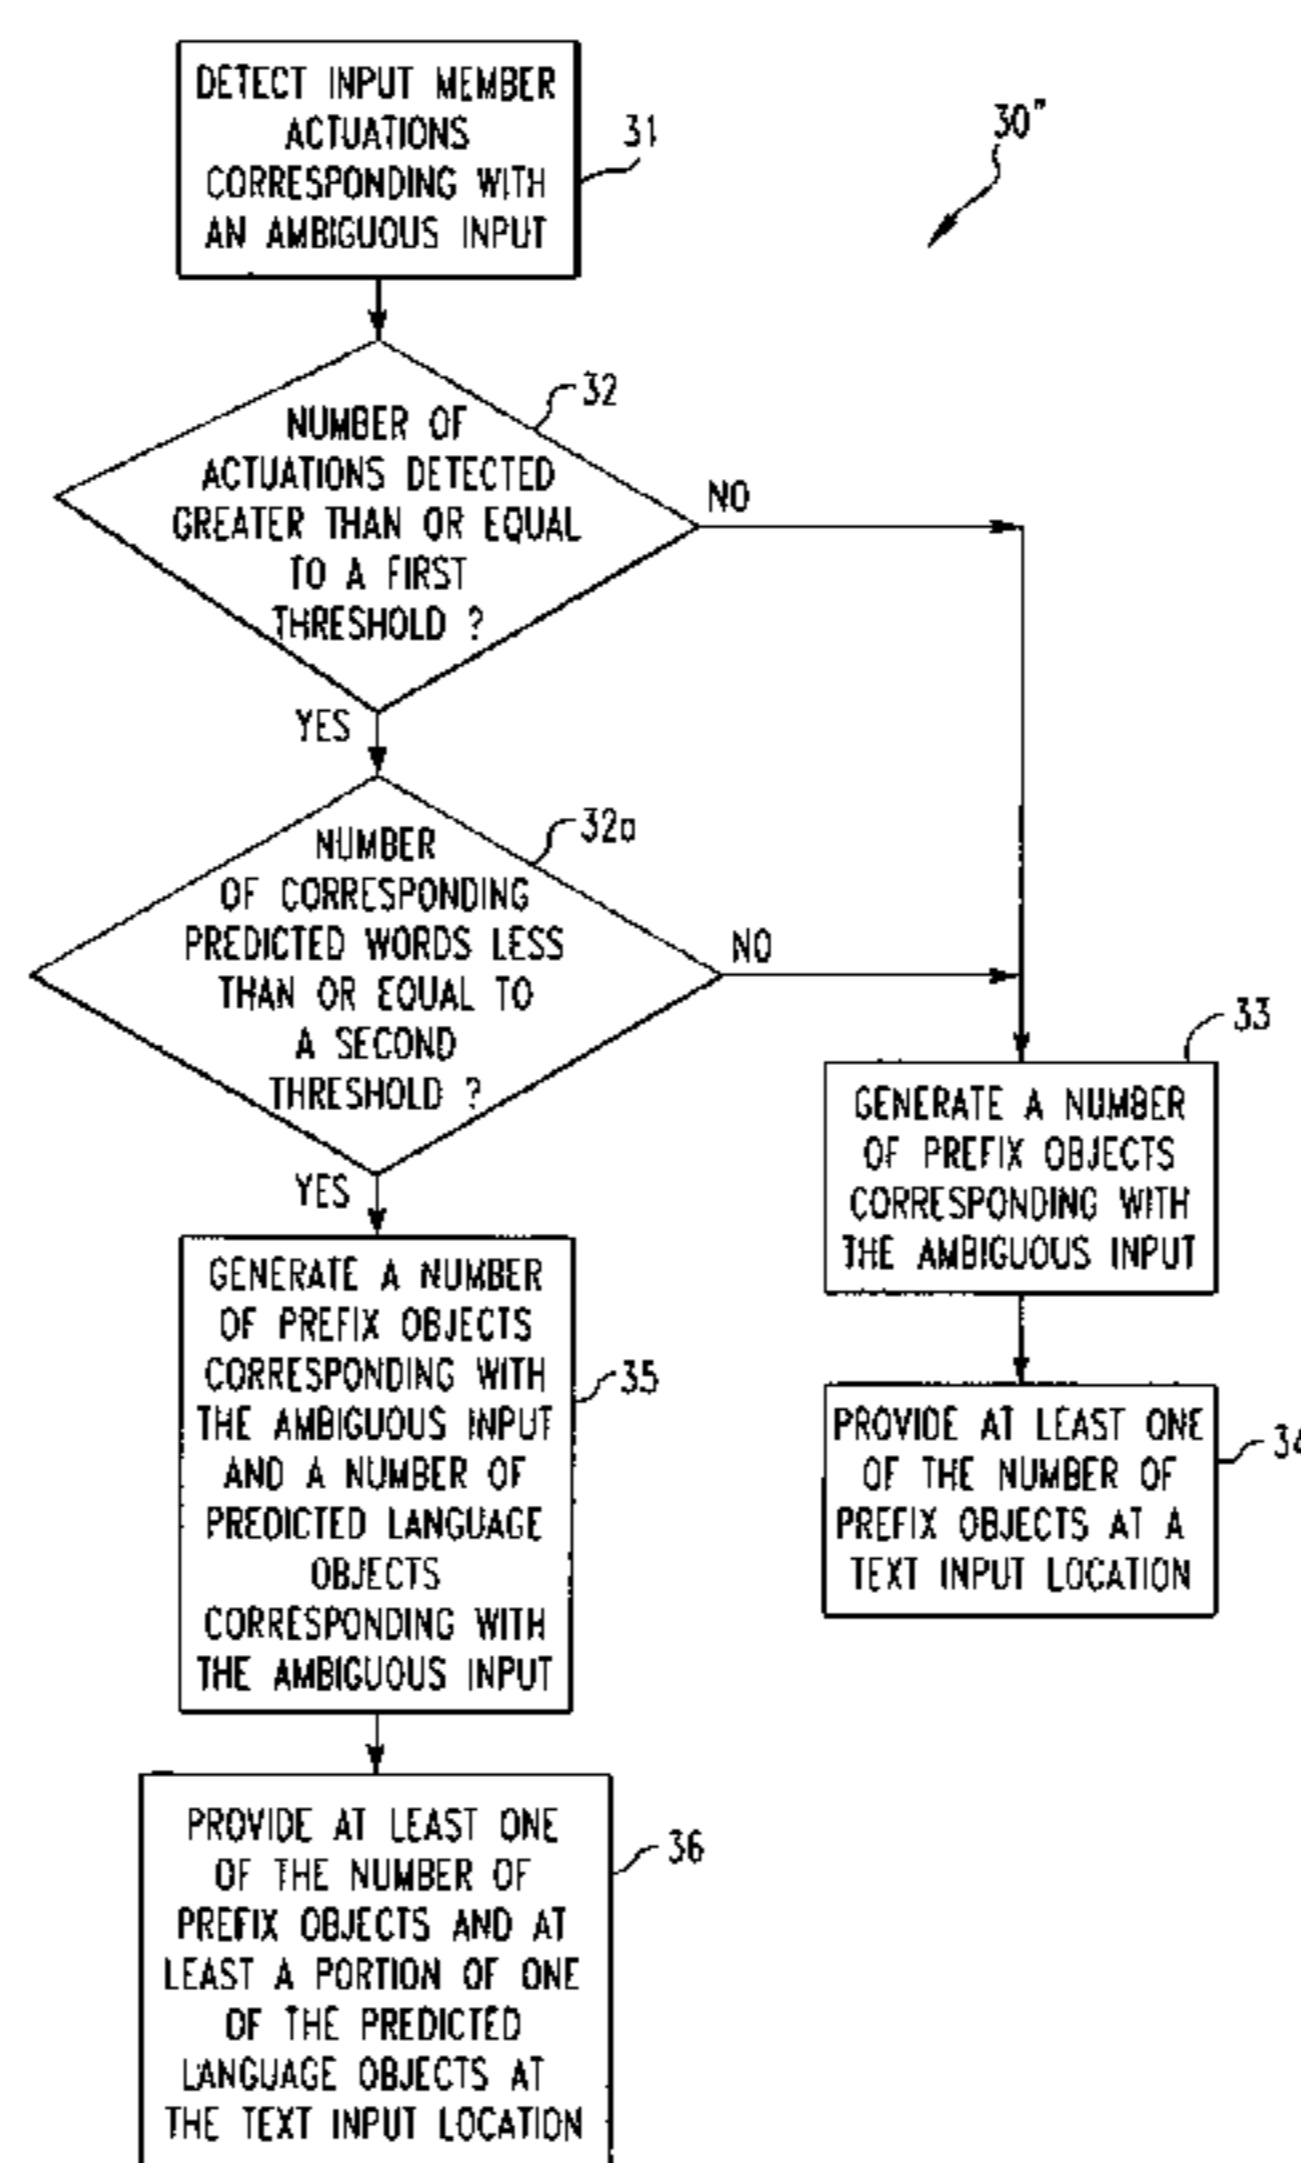 DETECT INPUT MEMBER
ACTUATIONS
CORRESPONDING WITH
AN AMBIGUOUS INPUT
31
30"
32
NUMBER OF
ACTUATIONS DETECTED
GREATER THAN OR EQUAL
TO A FIRST
THRESHOLD ?
NO
YES
32a
NUMBER
OF CORRESPONDING
PREDICTED WORDS LESS
THAN OR EQUAL TO
A SECOND
THRESHOLD ?
NO
YES
33
GENERATE A NUMBER
OF PREFIX OBJECTS
CORRESPONDING WITH
THE AMBIGUOUS INPUT
34
PROVIDE AT LEAST ONE
OF THE NUMBER OF
PREFIX OBJECTS AT A
TEXT INPUT LOCATION
GENERATE A NUMBER
OF PREFIX OBJECTS
CORRESPONDING WITH
THE AMBIGUOUS INPUT
AND A NUMBER OF
PREDICTED LANGUAGE
OBJECTS
CORRESPONDING WITH
THE AMBIGUOUS INPUT
35
PROVIDE AT LEAST ONE
OF THE NUMBER OF
PREFIX OBJECTS AND AT
LEAST A PORTION OF ONE
OF THE PREDICTED
LANGUAGE OBJECTS AT
THE TEXT INPUT LOCATION
36